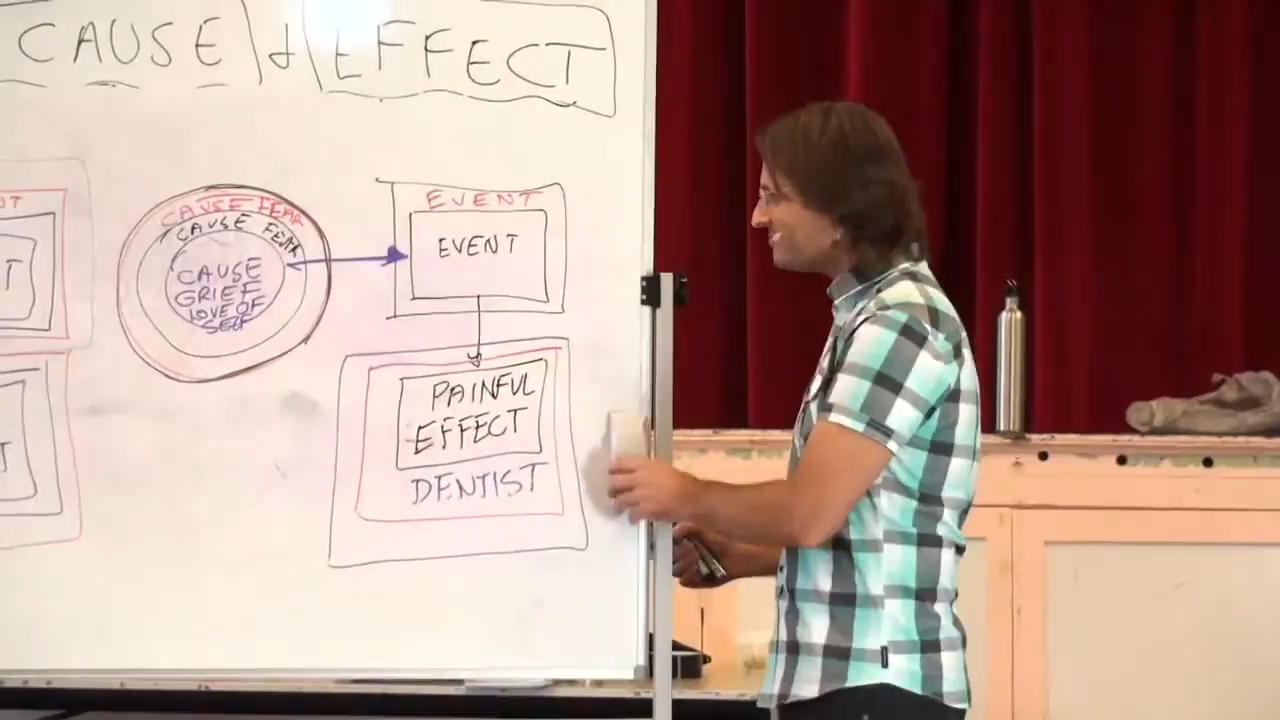 CAUSE & EFFECT
CAUSE FEAR
CAUSE FEAR
CAUSE
GRIEF
LOVE OF
SELF
EVENT
EVENT
PAINFUL
EFFECT
DENTIST